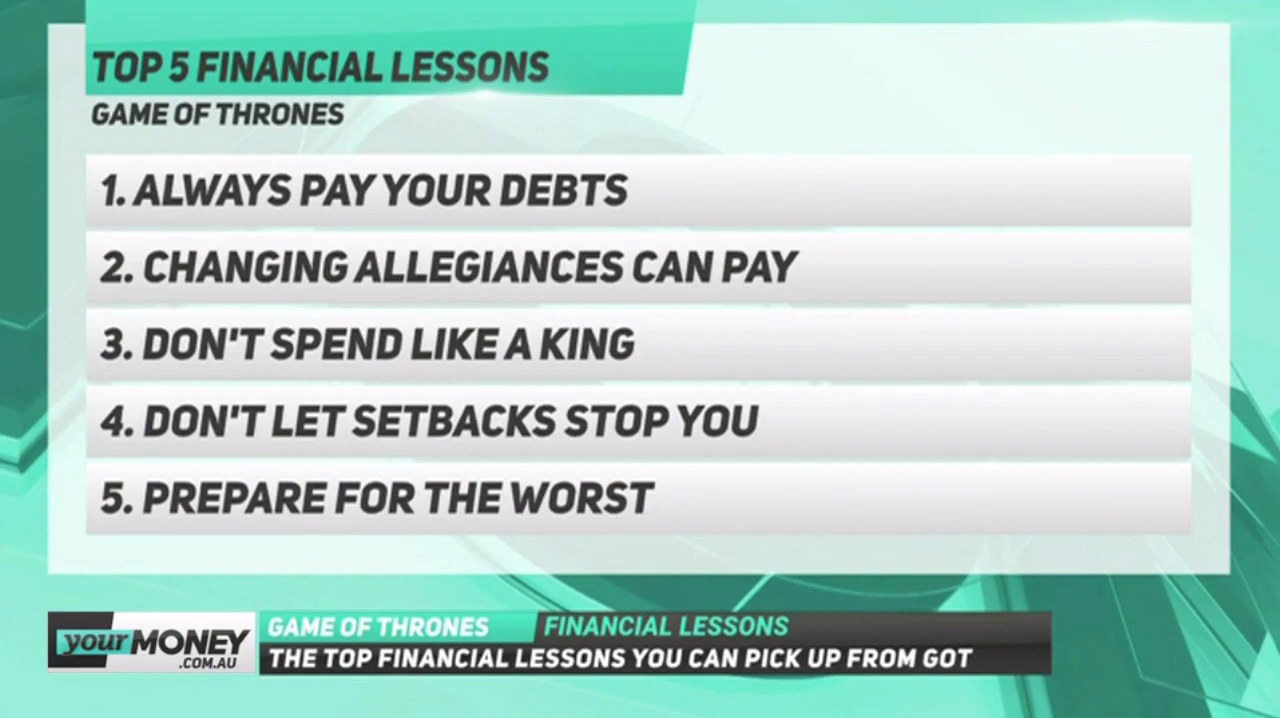 TOP 5 FINANCIAL LESSONS
GAME OF THRONES
1. ALWAYS PAY YOUR DEBTS
2. CHANGING ALLEGIANCES CAN PAY
3. DON'T SPEND LIKE A KING
4. DON'T LET SETBACKS STOP YOU
5. PREPARE FOR THE WORST
yourMONEY
.COM.AU
GAME OF THRONES FINANCIAL LESSONS
THE TOP FINANCIAL LESSONS YOU CAN PICK UP FROM GOT